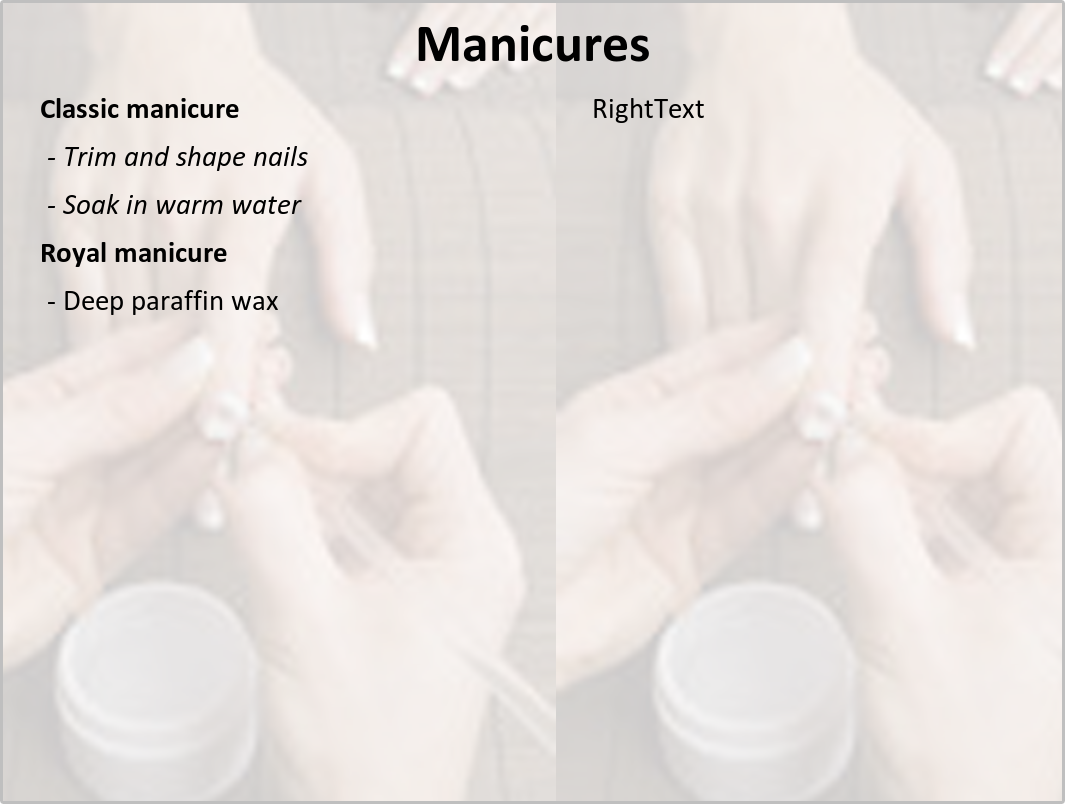 Manicures
Classic manicure
- Trim and shape nails
- Soak in warm water
Royal manicure
- Deep paraffin wax
RightText